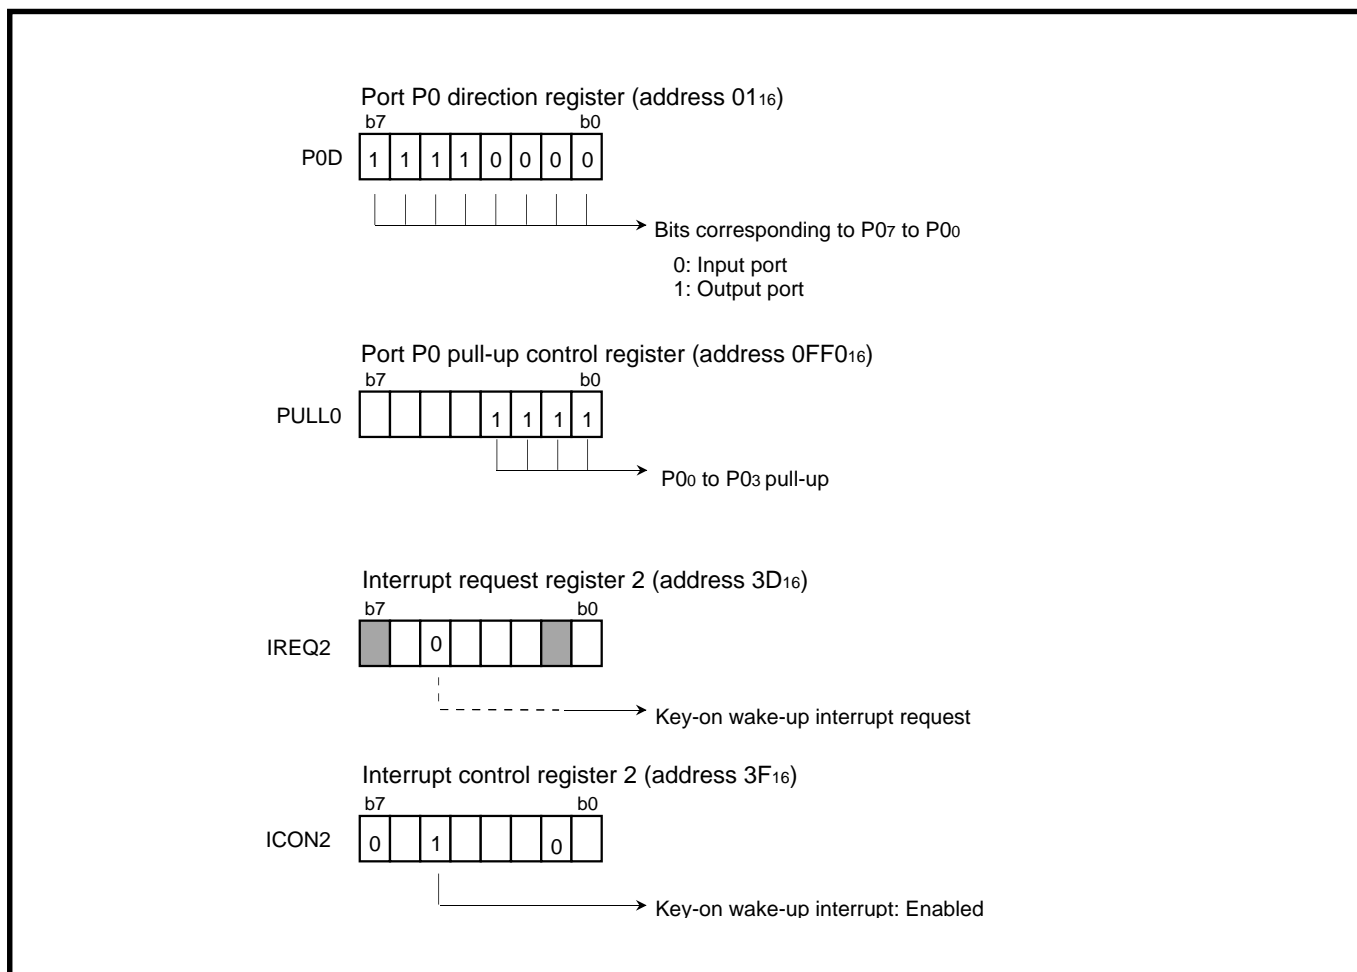 Port P0 direction register (address 0116)
b7 b0
P0D 1 1 1 1 0 0 0 0
Bits corresponding to P07 to P00
0: Input port
1: Output port
Port P0 pull-up control register (address 0FF016)
b7 b0
PULL0 1 1 1 1
P00 to P03 pull-up
Interrupt request register 2 (address 3D16)
b7 b0
IREQ2 0
Key-on wake-up interrupt request
Interrupt control register 2 (address 3F16)
b7 b0
ICON2 0 1 0
Key-on wake-up interrupt: Enabled